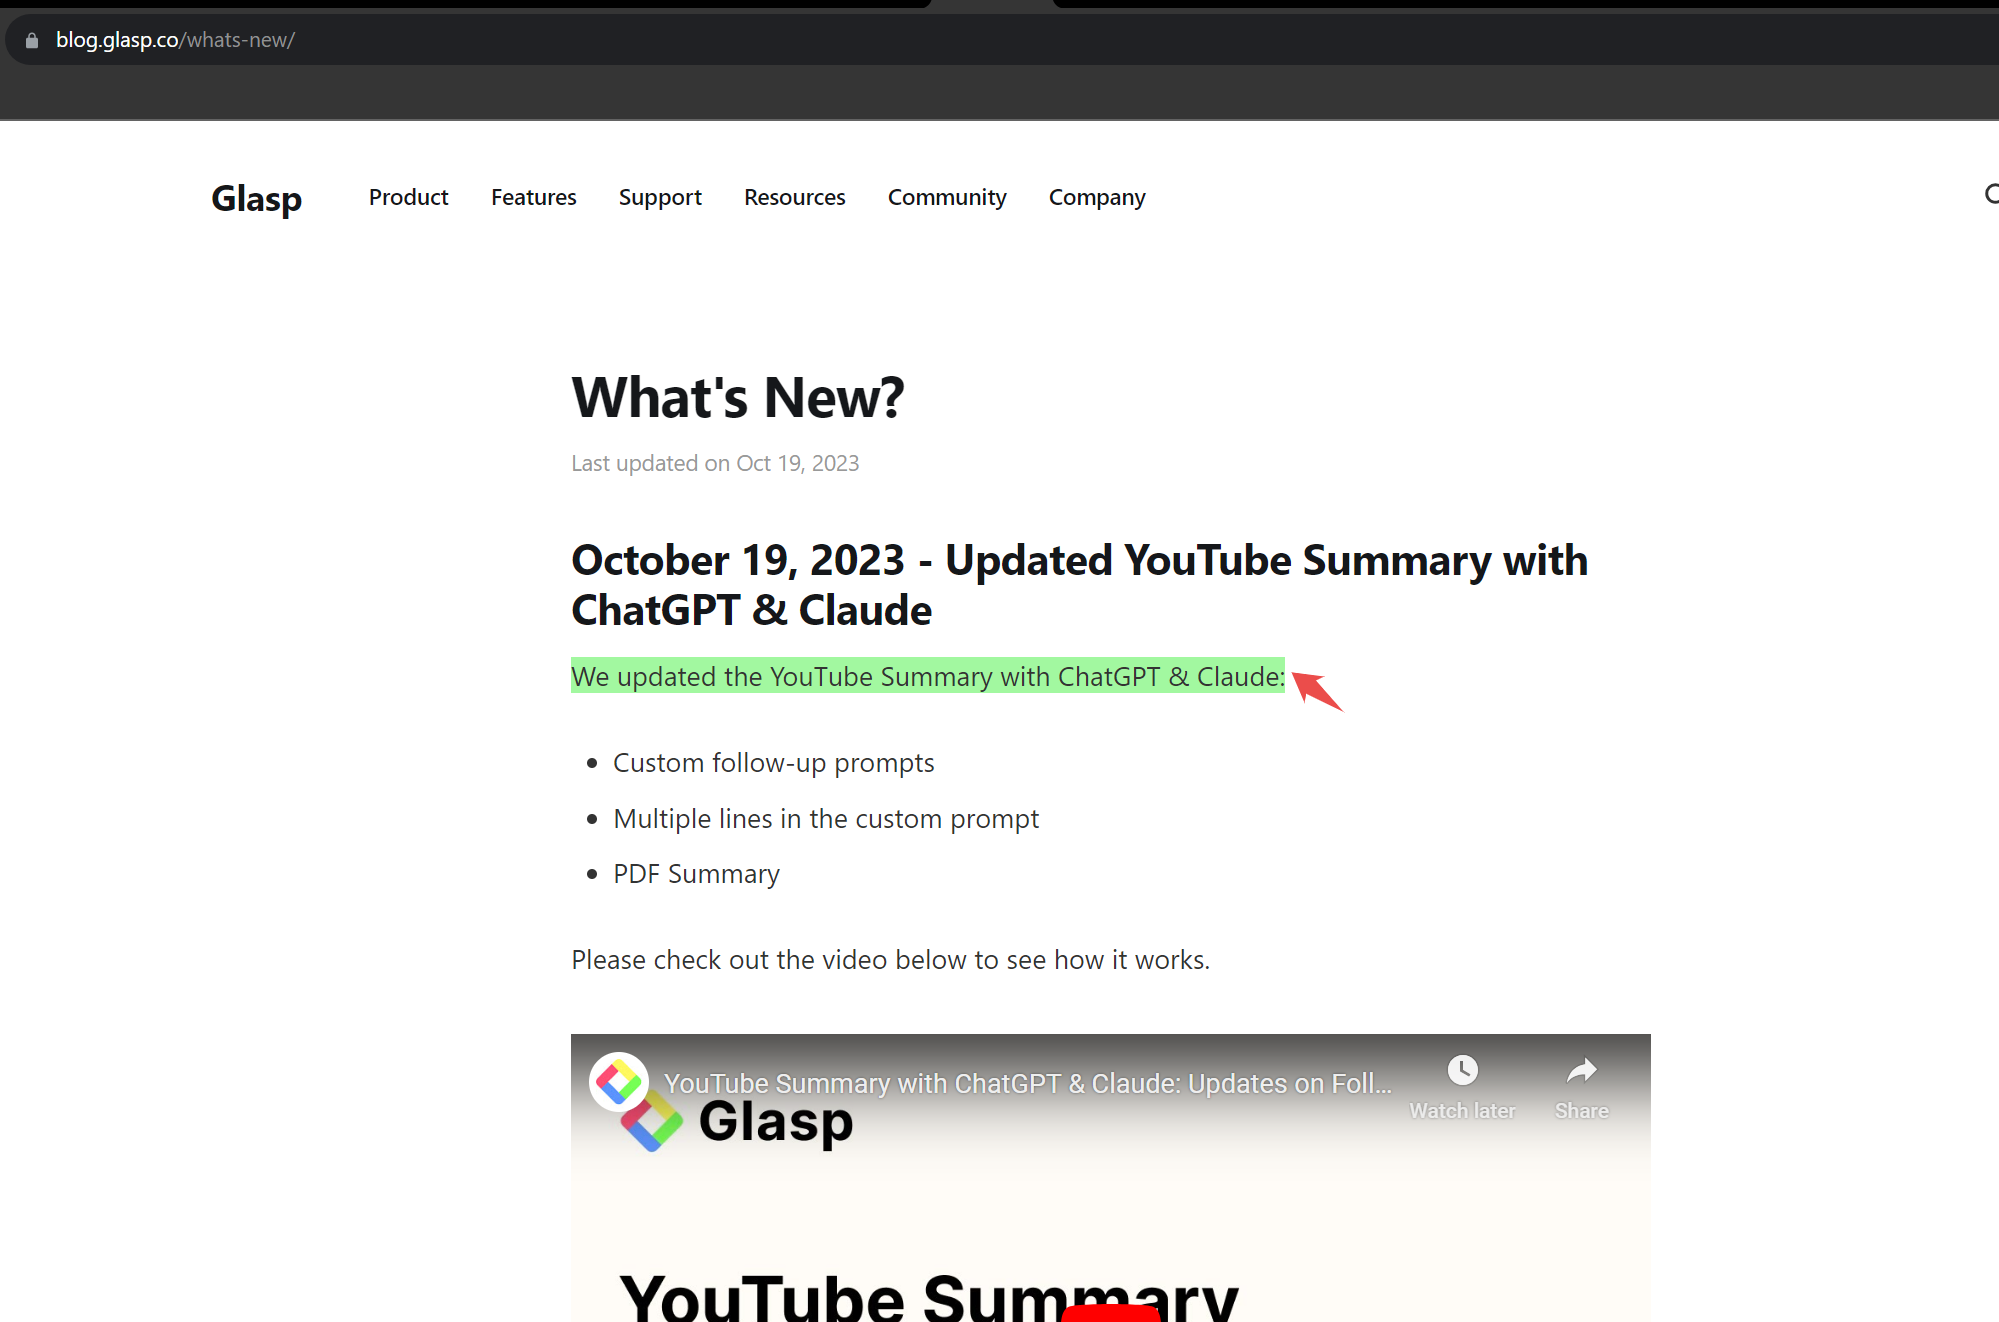 blog.glasp.co/whats-new/
Glasp Product Features Support Resources Community Company
What's New?
Last updated on Oct 19, 2023
October 19, 2023 - Updated YouTube Summary with
ChatGPT & Claude
We updated the YouTube Summary with ChatGPT & Claude:
Custom follow-up prompts
Multiple lines in the custom prompt
PDF Summary
Please check out the video below to see how it works.
YouTube Summary with ChatGPT & Claude: Updates on Foll...
Watch later Share
Glasp
YouTube Summary